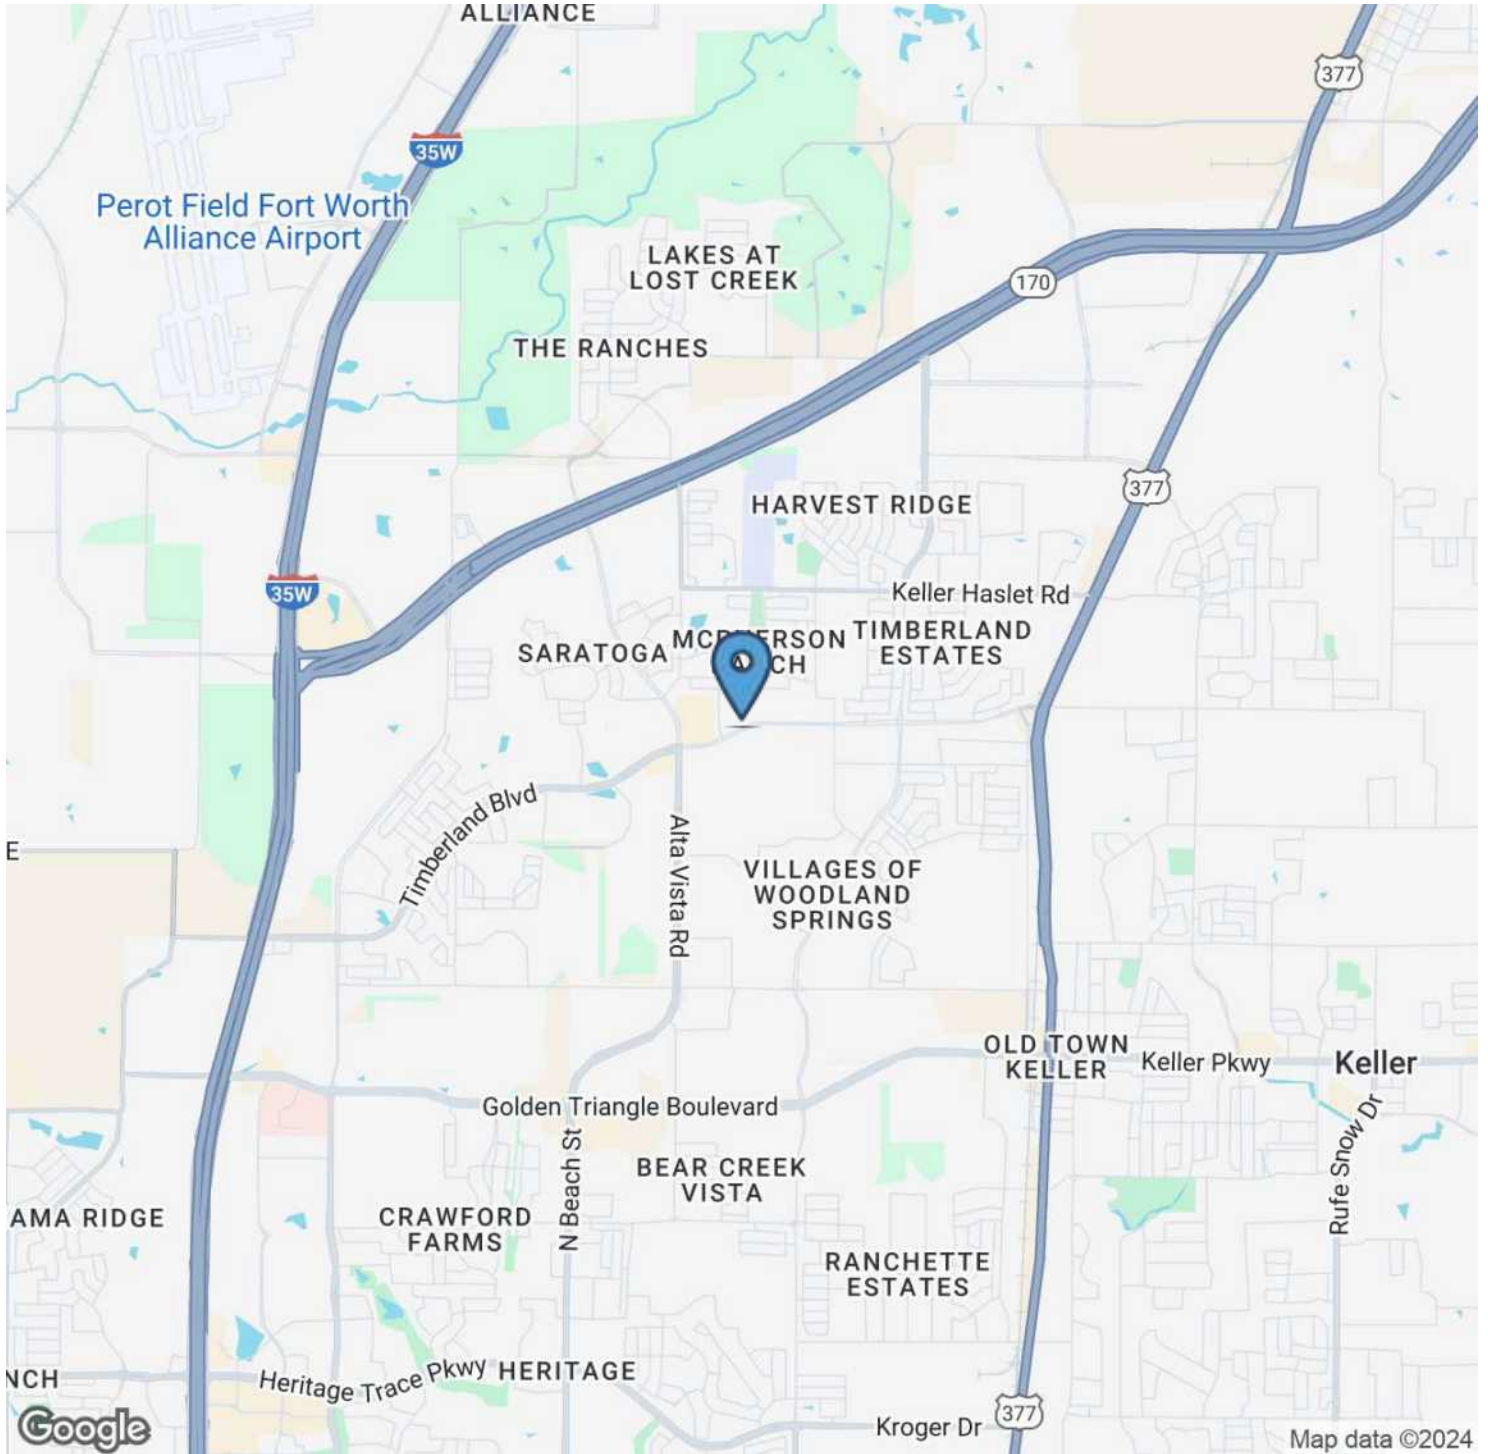 ALLIANCE
377
35W
Perot Field Fort Worth
Alliance Airport
LAKES AT
LOST CREEK
170
THE RANCHES
377
HARVEST RIDGE
35W
Keller Haslet Rd
TIMBERLAND
ESTATES
SARATOGA
Timberland Blvd
Alta Vista Rd
E
VILLAGES OF
WOODLAND
SPRINGS
OLD TOWN
KELLER
Keller Pkwy
Keller
Golden Triangle Boulevard
Rufe Snow Dr
N Beach St
BEAR CREEK
VISTA
AMA RIDGE
CRAWFORD
FARMS
RANCHETTE
ESTATES
NCH
Heritage Trace Pkwy
HERITAGE
377
Kroger Dr
Google
Map data ©2024